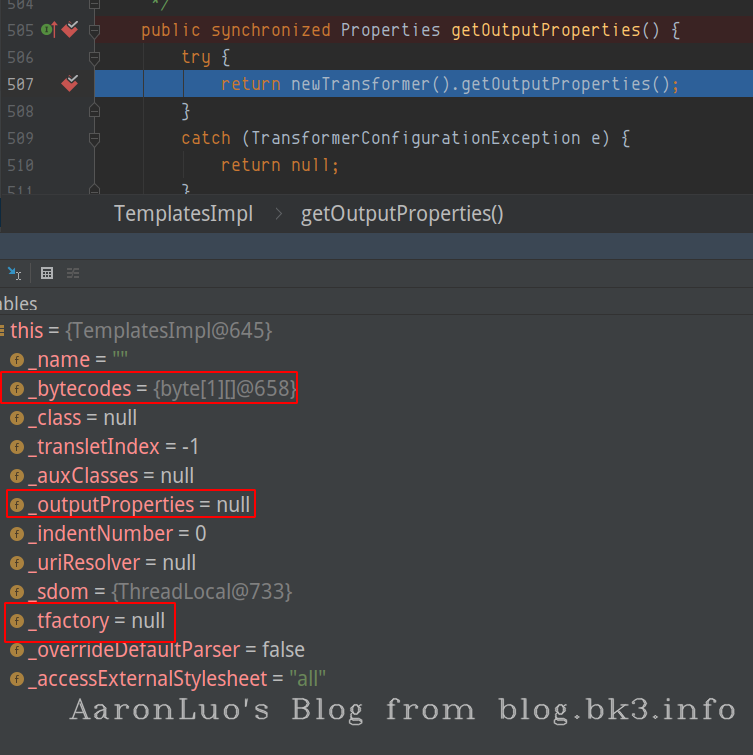 504 */
505 public synchronized Properties getOutputProperties() {
506 try {
507 return newTransformer().getOutputProperties();
508 }
509 catch (TransformerConfigurationException e) {
510 return null;
511 }
TemplatesImpl > getOutputProperties()
ables
this = {TemplatesImpl@645}
f _name = ""
f _bytecodes = {byte[1][]@658}
f _class = null
f _transletIndex = -1
f _auxClasses = null
f _outputProperties = null
f _indentNumber = 0
f _uriResolver = null
f _sdom = {ThreadLocal@733}
f _tfactory = null
f _overrideDefaultParser = false
f _accessExternalStylesheet = "all"
AaronLuo's Blog from blog.bk3.info